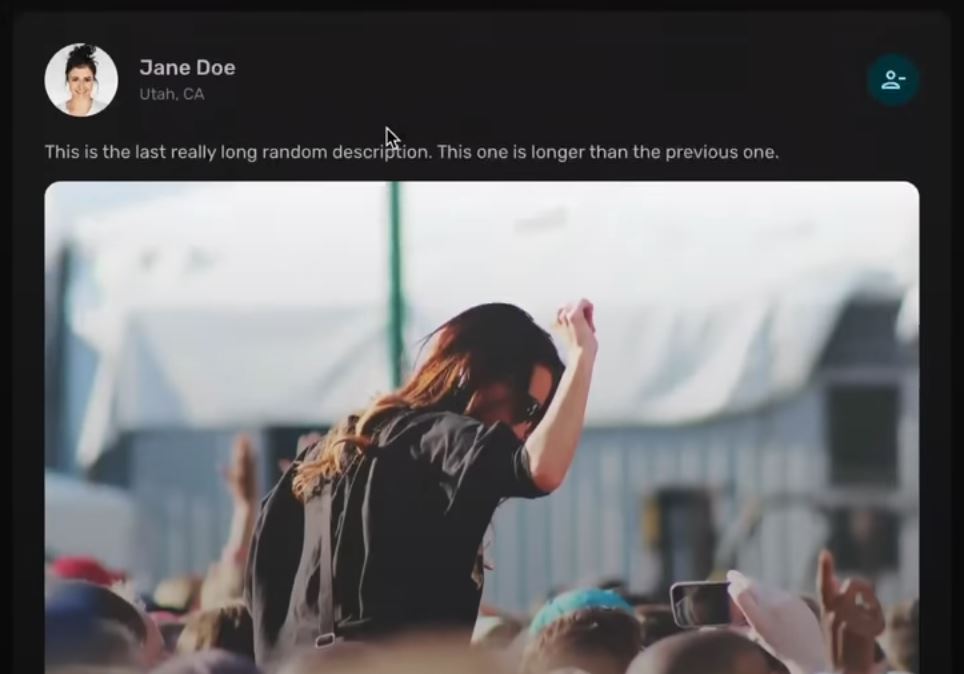 Jane Doe
Utah, CA
This is the last really long random description. This one is longer than the previous one.